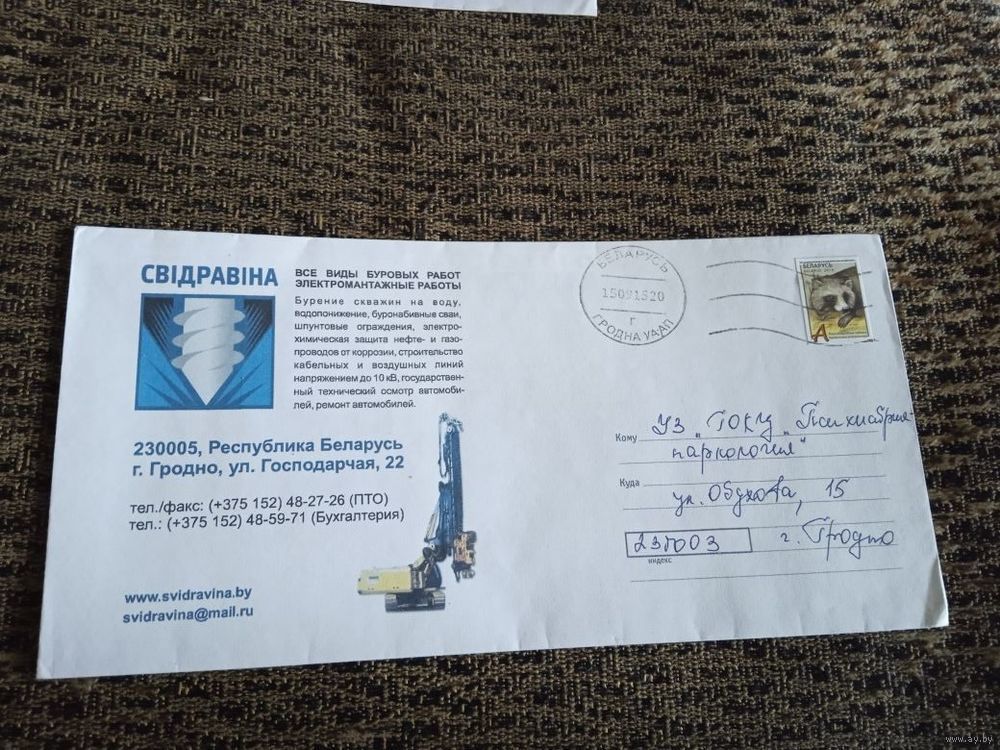 СВІДРАВІНА
ВСЕ ВИДЫ БУРОВЫХ РАБОТ
ЭЛЕКТРОМАНТАЖНЫЕ РАБОТЫ
Бурение скважин на воду,
водопонижение, буронабивные сваи,
шпунтовые ограждения, электро-
химическая защита нефте- и газо-
проводов от коррозии, строительство
кабельных и воздушных линий
напряжением до 10 кВ, государствен-
ный технический осмотр автомоби-
лей, ремонт автомобилей.
230005, Республика Беларусь
г. Гродно, ул. Господарчая, 22
тел./факс: (+375 152) 48-27-26 (ПТО)
тел.: (+375 152) 48-59-71 (Бухгалтерия)
www.svidravina.by
svidravina@mail.ru
БЕЛАРУСЬ
15091520
г
ГРОДНА УААП
БЕЛАРУСЬ
А
Кому УЗ "ГОКЦ "Психиатрия-
наркология"
Куда
ул. Обухова, 15
230003 г. Гродно
индекс
www.ay.by